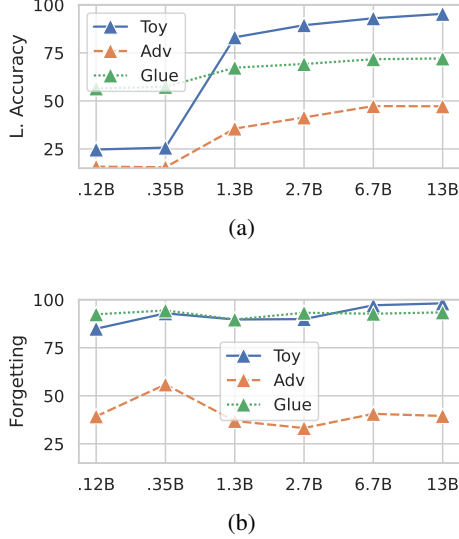 100
75
50
25
L. Accuracy
Toy
Adv
Glue
.12B .35B 1.3B 2.7B 6.7B 13B
(a)
100
75
50
25
Forgetting
Toy
Adv
Glue
.12B .35B 1.3B 2.7B 6.7B 13B
(b)